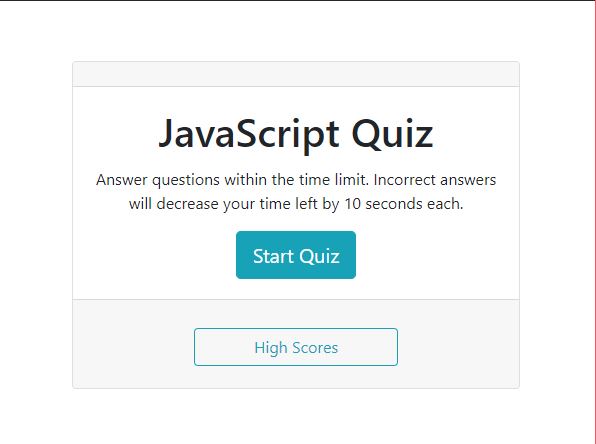 JavaScript Quiz
Answer questions within the time limit. Incorrect answers
will decrease your time left by 10 seconds each.
Start Quiz
High Scores